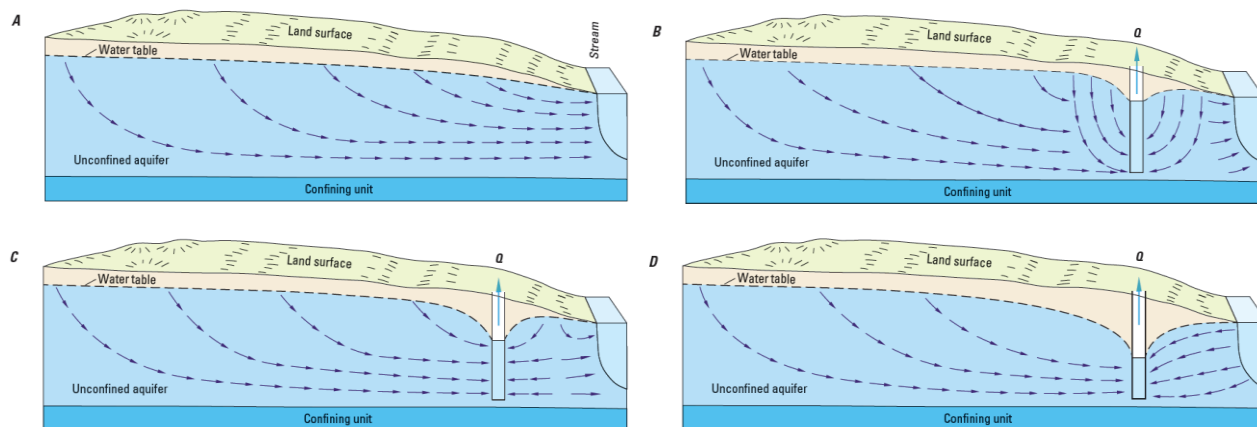 A
Land surface
Stream
Water table
Unconfined aquifer
Confining unit
B
Q
Land surface
Water table
Unconfined aquifer
Confining unit
C
Q
Land surface
Water table
Unconfined aquifer
Confining unit
D
Q
Land surface
Water table
Unconfined aquifer
Confining unit